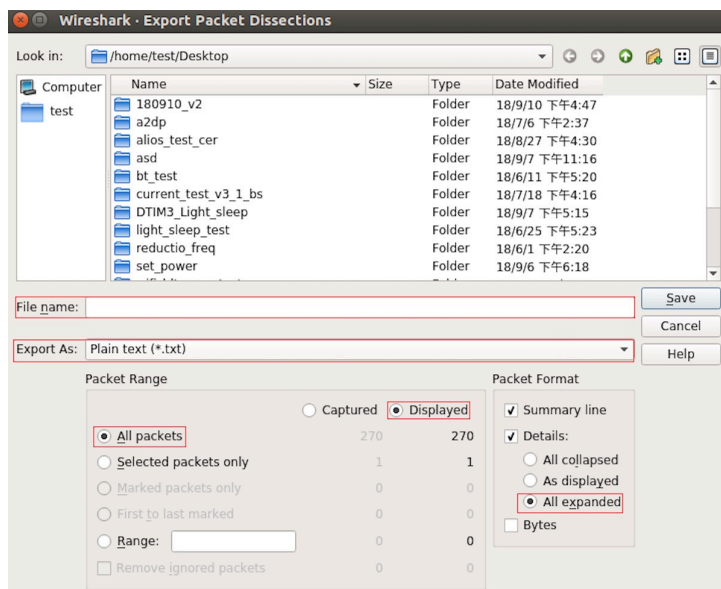 Wireshark · Export Packet Dissections
Look in: /home/test/Desktop
Computer
test
Name Size Type Date Modified
180910_v2 Folder 18/9/10 下午4:47
a2dp Folder 18/7/6 下午2:37
alios_test_cer Folder 18/8/27 下午4:30
asd Folder 18/9/7 下午11:16
bt_test Folder 18/6/11 下午5:20
current_test_v3_1_bs Folder 18/7/18 下午4:16
DTIM3_Light_sleep Folder 18/9/7 下午5:15
light_sleep_test Folder 18/6/25 下午5:23
reductio_freq Folder 18/6/1 下午2:20
set_power Folder 18/9/6 下午6:18
File name: Save
Cancel
Export As: Plain text (*.txt) Help
Packet Range
Captured Displayed
All packets 270 270
Selected packets only 1 1
Marked packets only 0 0
First to last marked 0 0
Range: 0 0
Remove ignored packets 0 0
Packet Format
Summary line
Details:
All collapsed
As displayed
All expanded
Bytes